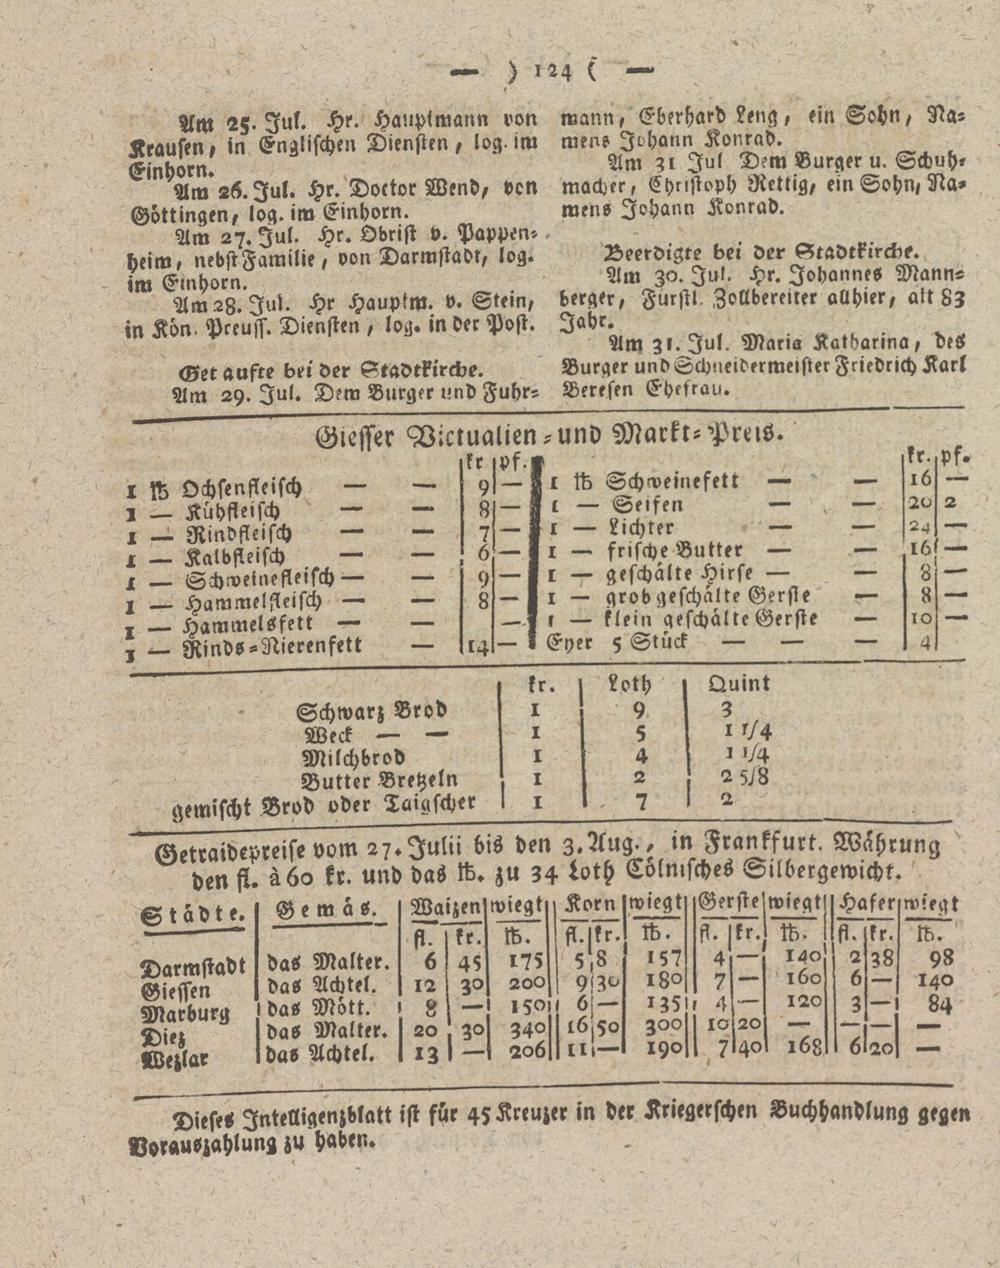 — ) 124 ( —
Am 25. Jul. Hr. Hauptmann von
Krausen, in Englischen Diensten, log. im
Einhorn.
Am 26. Jul. Hr. Doctor Wend, von
Göttingen, log. im Einhorn.
Am 27. Jul. Hr. Obrist v. Pappen-
heim, nebst Familie, von Darmstadt, log.
im Einhorn.
Am 28. Jul. Hr Hauptm. v. Stein,
in Kön. Preuss. Diensten, log. in der Post.
Getaufte bei der Stadtkirche.
Am 29. Jul. Dem Burger und Fuhr-
mann, Eberhard Leng, ein Sohn, Na-
mens Johann Konrad.
Am 31 Jul Dem Burger u. Schuh-
macher, Christoph Rettig, ein Sohn, Na-
mens Johann Konrad.
Beerdigte bei der Stadtkirche.
Am 30. Jul. Hr. Johannes Mann-
berger, Fürstl. Zollbereiter allhier, alt 83
Jahr.
Am 31. Jul. Maria Katharina, des
Burger und Schneidermeister Friedrich Karl
Beresen Ehefrau.
Giesser Victualien- und Markt-Preis.
kr pf.
1 ℔ Ochsenfleisch — — 9 —
1 — Kühfleisch — — 8 —
1 — Rindfleisch — — 7 —
1 — Kalbfleisch — — 6 —
1 — Schweinefleisch — — 9 —
1 — Hammelfleisch — — 8 —
1 — Hammelsfett — — —
1 — Rinds-Nierenfett — 14 —
kr. pf.
1 ℔ Schweinefett — — 16 —
1 — Seifen — — 20 2
1 — Lichter — — 24 —
1 — frische Butter — — 16 —
1 — geschälte Hirse — — 8 —
1 — grob geschälte Gerste — 8 —
1 — klein geschälte Gerste — 10 —
Eyer 5 Stück — — — 4
kr. Loth Quint
Schwarz Brod 1 9 3
Weck — — 1 5 1 1/4
Milchbrod 1 4 1 1/4
Butter Bretzeln 1 2 2 5/8
gemischt Brod oder Taigscher 1 7 2
Getraidepreise vom 27. Julii bis den 3. Aug., in Frankfurt. Währung
den fl. à 60 kr. und das ℔. zu 34 Loth Cölnisches Silbergewicht.
Städte. Gemäs. Waizen wiegt Korn wiegt Gerste wiegt Hafer wiegt
fl. kr. ℔. fl. kr. ℔. fl. kr. ℔. fl. kr. ℔.
Darmstadt das Malter. 6 45 175 5 8 157 4 — 140 2 38 98
Giessen das Achtel. 12 30 200 9 30 180 7 — 160 6 — 140
Marburg das Mött. 8 — 150 6 — 135 4 — 120 3 — 84
Diez das Malter. 20 30 340 16 50 300 10 20 — — — —
Wezlar das Achtel. 13 — 206 11 — 190 7 40 168 6 20 —
Dieses Intelligenzblatt ist für 45 Kreuzer in der Kriegerschen Buchhandlung gegen
Vorauszahlung zu haben.